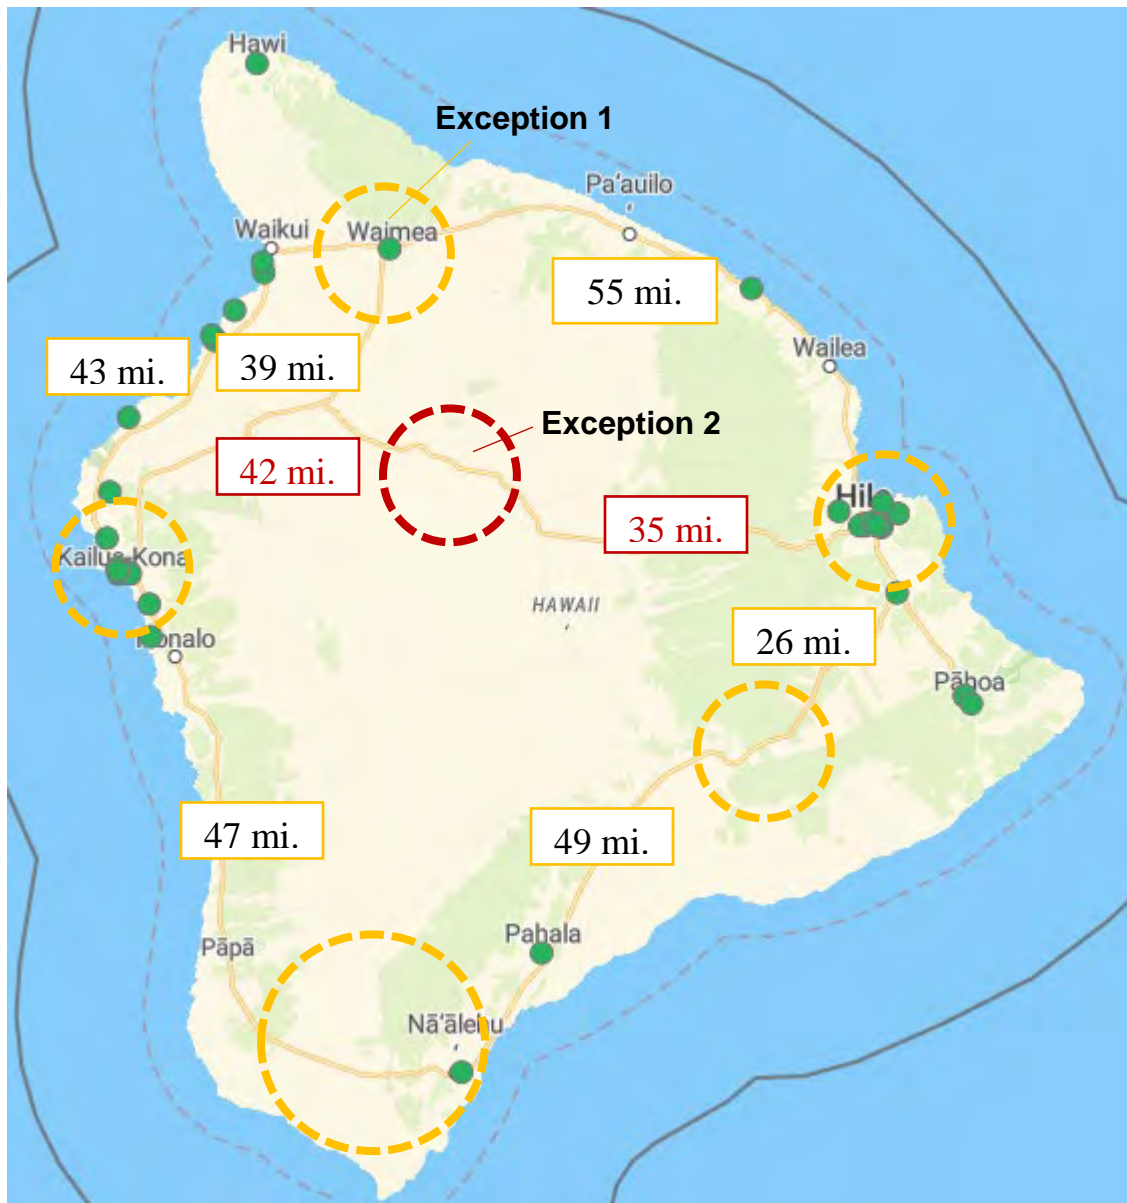 Hawi
Exception 1
Pa'auilo
Waikui
Waimea
55 mi.
Wailea
43 mi.
39 mi.
Exception 2
42 mi.
Hilo
35 mi.
Kailua-Kona
HAWAII
Honalo
26 mi.
Pāhoa
47 mi.
49 mi.
Pāpā
Pahala
Nā'ālehu